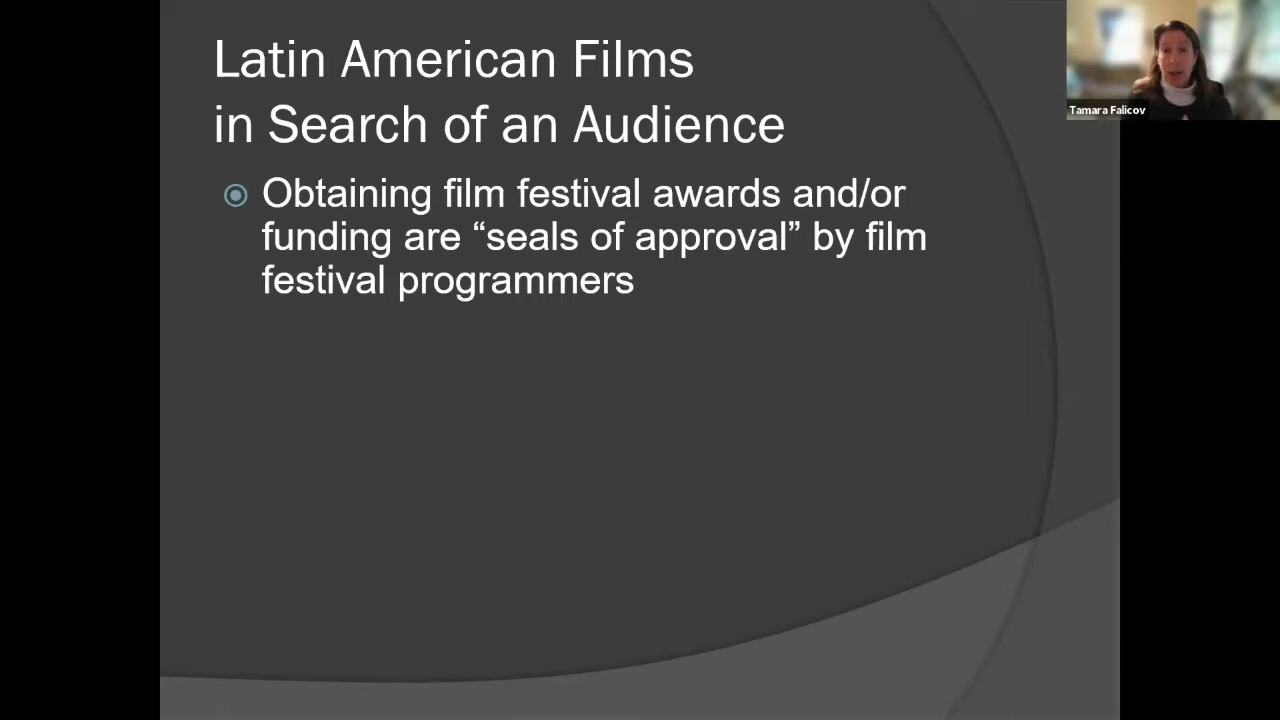 Latin American Films
in Search of an Audience
Obtaining film festival awards and/or
funding are “seals of approval” by film
festival programmers
Tamara Falicov